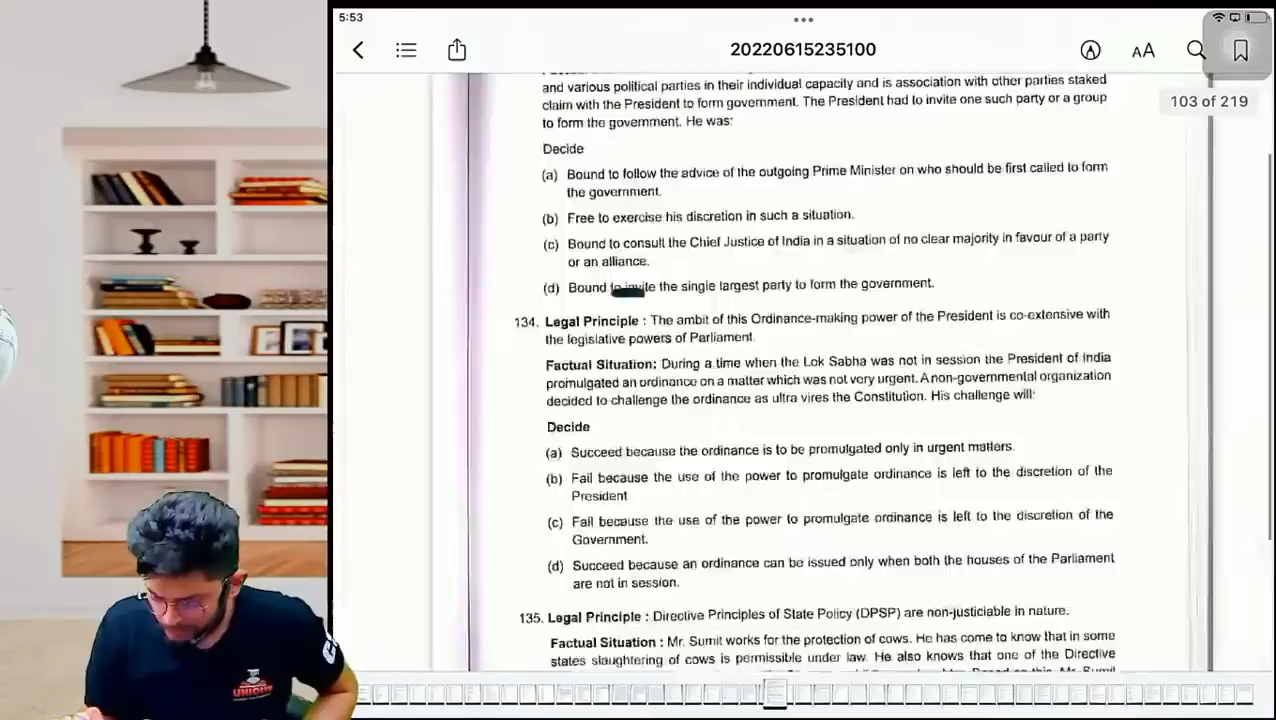 5:53
20220615235100
AA
103 of 219
and various political parties in their individual capacity and is association with other parties staked
claim with the President to form government. The President had to invite one such party or a group
to form the government. He was:
Decide
(a) Bound to follow the advice of the outgoing Prime Minister on who should be first called to form
the government.
(b) Free to exercise his discretion in such a situation.
(c) Bound to consult the Chief Justice of India in a situation of no clear majority in favour of a party
or an alliance.
(d) Bound to invite the single largest party to form the government.
134. Legal Principle : The ambit of this Ordinance-making power of the President is co-extensive with
the legislative powers of Parliament.
Factual Situation: During a time when the Lok Sabha was not in session the President of India
promulgated an ordinance on a matter which was not very urgent. A non-governmental organization
decided to challenge the ordinance as ultra vires the Constitution. His challenge will:
Decide
(a) Succeed because the ordinance is to be promulgated only in urgent matters.
(b) Fail because the use of the power to promulgate ordinance is left to the discretion of the
President
(c) Fail because the use of the power to promulgate ordinance is left to the discretion of the
Government.
(d) Succeed because an ordinance can be issued only when both the houses of the Parliament
are not in session.
135. Legal Principle : Directive Principles of State Policy (DPSP) are non-justiciable in nature.
Factual Situation : Mr. Sumit works for the protection of cows. He has come to know that in some
states slaughtering of cows is permissible under law. He also knows that one of the Directive
UNIQUE